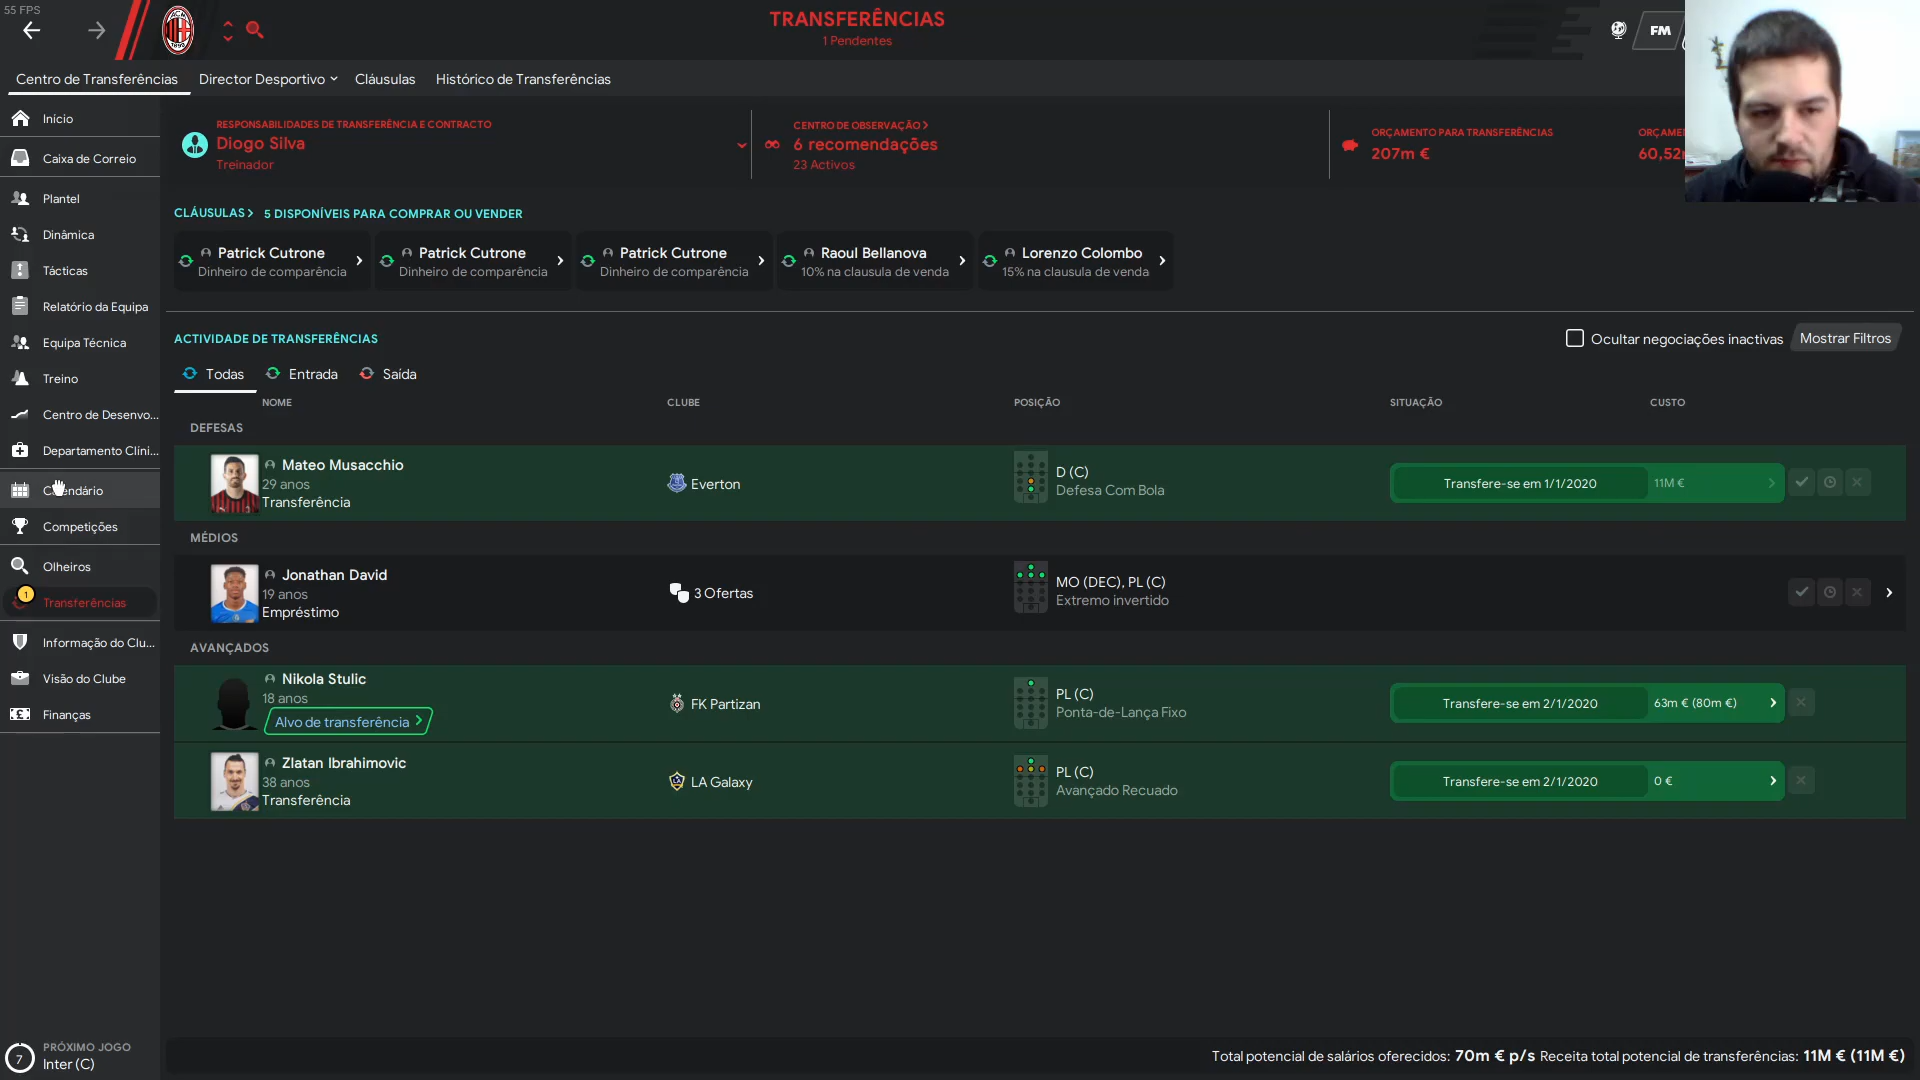 55 FPS
TRANSFERÊNCIAS
1 Pendentes
FM
Centro de Transferências
Director Desportivo
Cláusulas
Histórico de Transferências
Início
Caixa de Correio
Plantel
Dinâmica
Tácticas
Relatório da Equipa
Equipa Técnica
Treino
Centro de Desenvo...
Departamento Clíni...
Competições
Olheiros
1
Transferências
Informação do Clu...
Visão do Clube
Finanças
7
PRÓXIMO JOGO
Inter (C)
RESPONSABILIDADES DE TRANSFERÊNCIA E CONTRACTO
Diogo Silva
Treinador
CENTRO DE OBSERVAÇÃO
6 recomendações
23 Activos
ORÇAMENTO PARA TRANSFERÊNCIAS
207m €
CLÁUSULAS
5 DISPONÍVEIS PARA COMPRAR OU VENDER
Patrick Cutrone
Dinheiro de comparência
Patrick Cutrone
Dinheiro de comparência
Patrick Cutrone
Dinheiro de comparência
Raoul Bellanova
10% na clausula de venda
Lorenzo Colombo
15% na clausula de venda
ACTIVIDADE DE TRANSFERÊNCIAS
Ocultar negociações inactivas
Mostrar Filtros
Todas
Entrada
Saída
NOME
CLUBE
POSIÇÃO
SITUAÇÃO
CUSTO
DEFESAS
Mateo Musacchio
29 anos
Transferência
Everton
D (C)
Defesa Com Bola
Transfere-se em 1/1/2020
11M €
MÉDIOS
Jonathan David
19 anos
Empréstimo
3 Ofertas
MO (DEC), PL (C)
Extremo invertido
AVANÇADOS
Nikola Stulic
18 anos
Alvo de transferência
FK Partizan
PL (C)
Ponta-de-Lança Fixo
Transfere-se em 2/1/2020
63m € (80m €)
Zlatan Ibrahimovic
38 anos
Transferência
LA Galaxy
PL (C)
Avançado Recuado
Transfere-se em 2/1/2020
0 €
Total potencial de salários oferecidos: 70m € p/s Receita total potencial de transferências: 11M € (11M €)